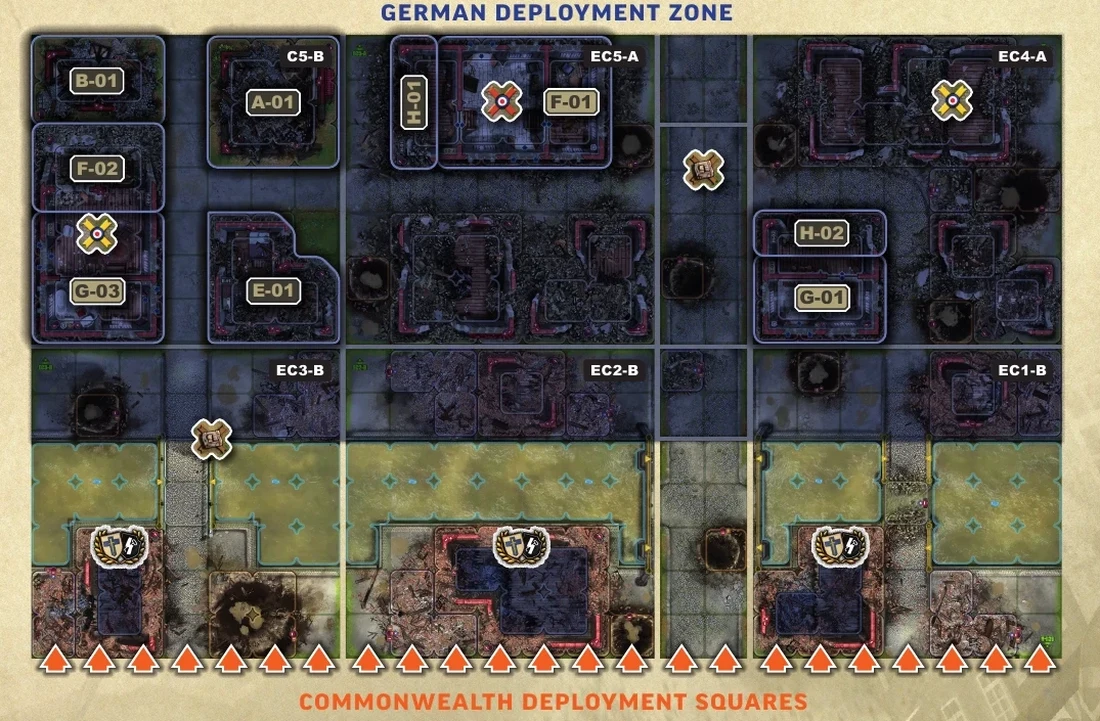 GERMAN DEPLOYMENT ZONE
B-01
C5-B
A-01
H-01
EC5-A
F-01
EC4-A
F-02
G-03
E-01
H-02
G-01
EC3-B
EC2-B
EC1-B
COMMONWEALTH DEPLOYMENT SQUARES